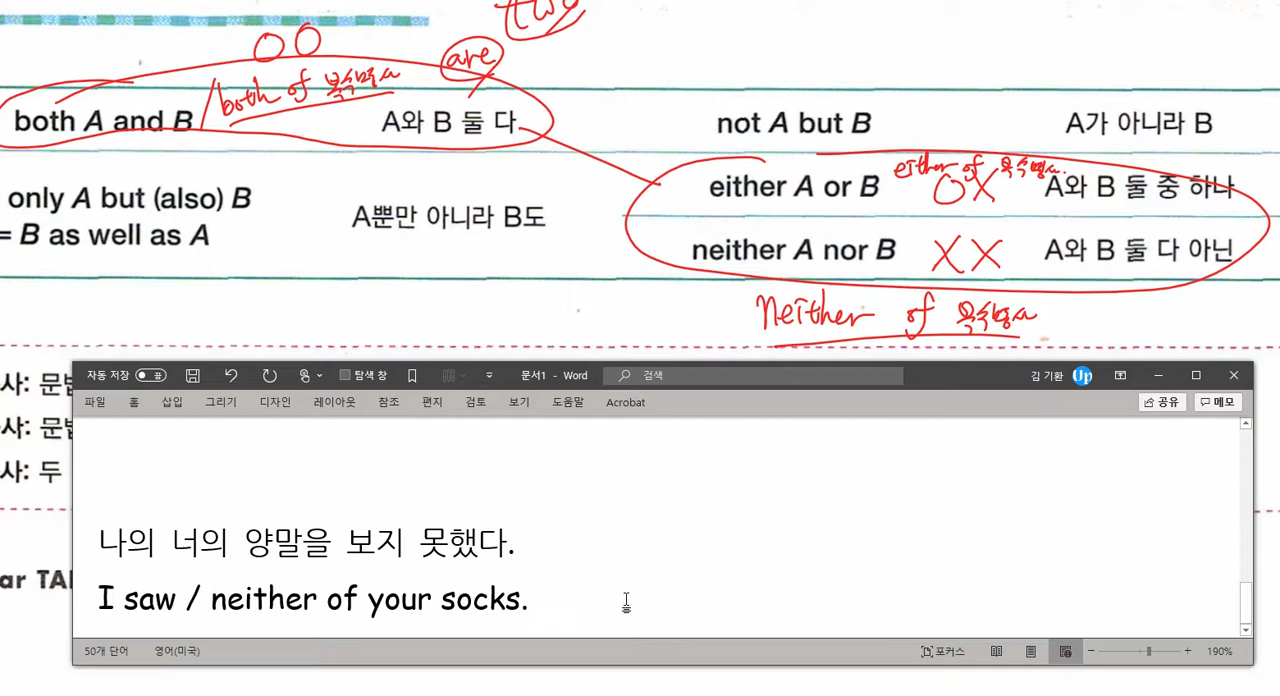 two
are
both of 복수명사
both A and B
A와 B 둘 다
not A but B
A가 아니라 B
only A but (also) B
= B as well as A
A뿐만 아니라 B도
either of 복수명사.
either A or B
OX
A와 B 둘 중 하나
neither A nor B
XX
A와 B 둘 다 아닌
Neither of 복수명사
사: 문법
사: 문
사: 두
ar TA
자동 저장
탐색 창
문서1 - Word
검색
김 기환
Up
파일 홈 삽입 그리기 디자인 레이아웃 참조 편지 검토 보기 도움말 Acrobat
공유
메모
나의 너의 양말을 보지 못했다.
I saw / neither of your socks.
50개 단어
영어(미국)
포커스
190%